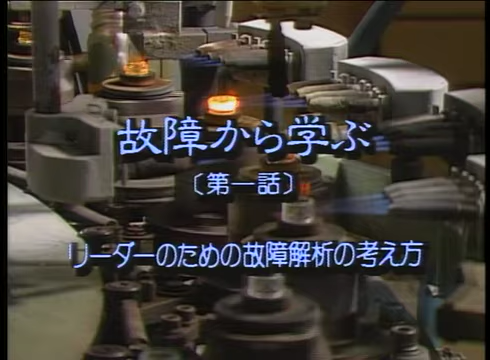 故障から学ぶ
〔第一話〕
リーダーのための故障解析の考え方